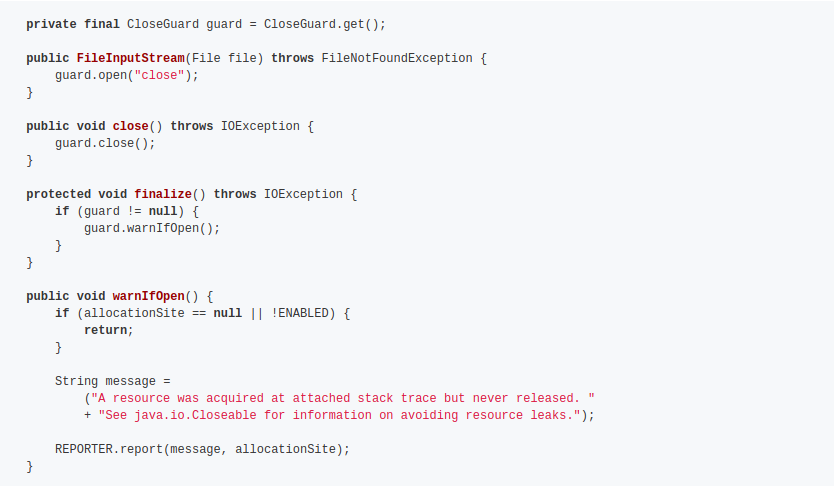 private final CloseGuard guard = CloseGuard.get();
public FileInputStream(File file) throws FileNotFoundException {
guard.open("close");
}
public void close() throws IOException {
guard.close();
}
protected void finalize() throws IOException {
if (guard != null) {
guard.warnIfOpen();
}
}
public void warnIfOpen() {
if (allocationSite == null || !ENABLED) {
return;
}
String message =
("A resource was acquired at attached stack trace but never released. "
+ "See java.io.Closeable for information on avoiding resource leaks.");
REPORTER.report(message, allocationSite);
}